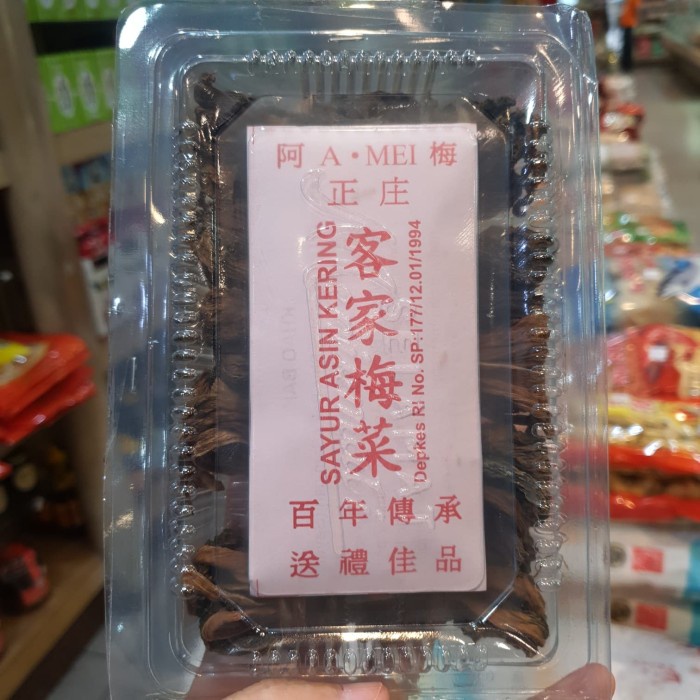 阿 A·MEI 梅
正庄
SAYUR ASIN KERING
客家梅菜
Depkes RI No. SP:177/12.01/1994
百年傳承
送禮佳品